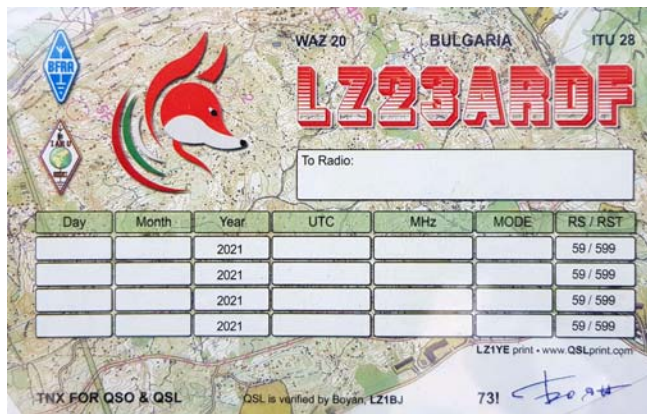 BFRA
WAZ 20 BULGARIA ITU 28
LZ23ARDF
IARU
To Radio:
Day Month Year UTC MHz MODE RS / RST
2021 59 / 599
2021 59 / 599
2021 59 / 599
2021 59 / 599
LZ1YE print • www.QSLprint.com
TNX FOR QSO & QSL QSL is verified by Boyan, LZ1BJ 73! Боян